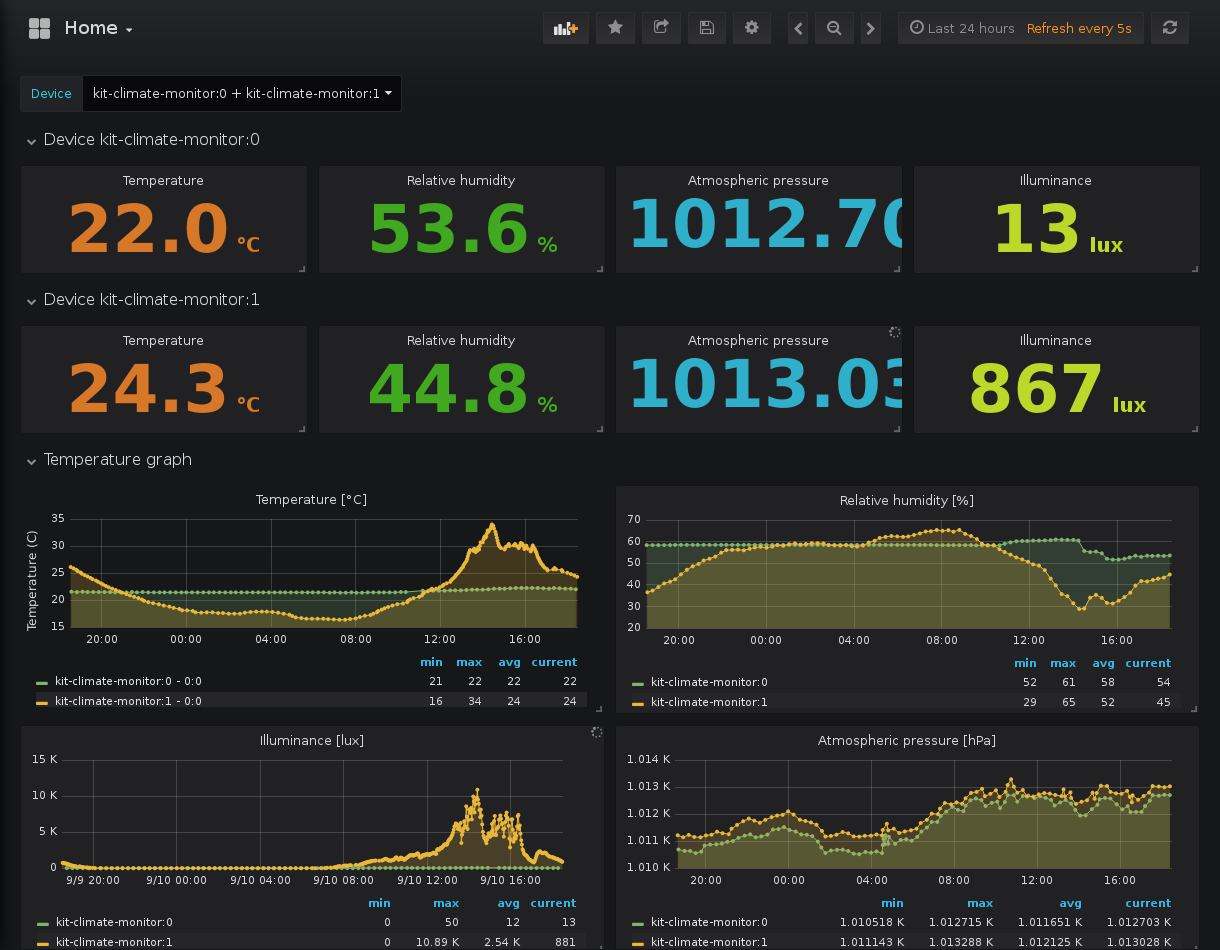 Home
Last 24 hours Refresh every 5s
Device kit-climate-monitor:0 + kit-climate-monitor:1
Device kit-climate-monitor:0
Temperature Relative humidity Atmospheric pressure Illuminance
22.0 °C 53.6 % 1012.70 13 lux
Device kit-climate-monitor:1
Temperature Relative humidity Atmospheric pressure Illuminance
24.3 °C 44.8 % 1013.03 867 lux
Temperature graph
Temperature [°C]
Temperature (C)
35
30
25
20
15
20:00 00:00 04:00 08:00 12:00 16:00
min max avg current
kit-climate-monitor:0 - 0:0 21 22 22 22
kit-climate-monitor:1 - 0:0 16 34 24 24
Relative humidity [%]
70
60
50
40
30
20
20:00 00:00 04:00 08:00 12:00 16:00
min max avg current
kit-climate-monitor:0 52 61 58 54
kit-climate-monitor:1 29 65 52 45
Illuminance [lux]
15 K
10 K
5 K
0
9/9 20:00 9/10 00:00 9/10 04:00 9/10 08:00 9/10 12:00 9/10 16:00
min max avg current
kit-climate-monitor:0 0 50 12 13
kit-climate-monitor:1 0 10.89 K 2.54 K 881
Atmospheric pressure [hPa]
1.014 K
1.013 K
1.012 K
1.011 K
1.010 K
20:00 00:00 04:00 08:00 12:00 16:00
min max avg current
kit-climate-monitor:0 1.010518 K 1.012715 K 1.011651 K 1.012703 K
kit-climate-monitor:1 1.011143 K 1.013288 K 1.012125 K 1.013028 K